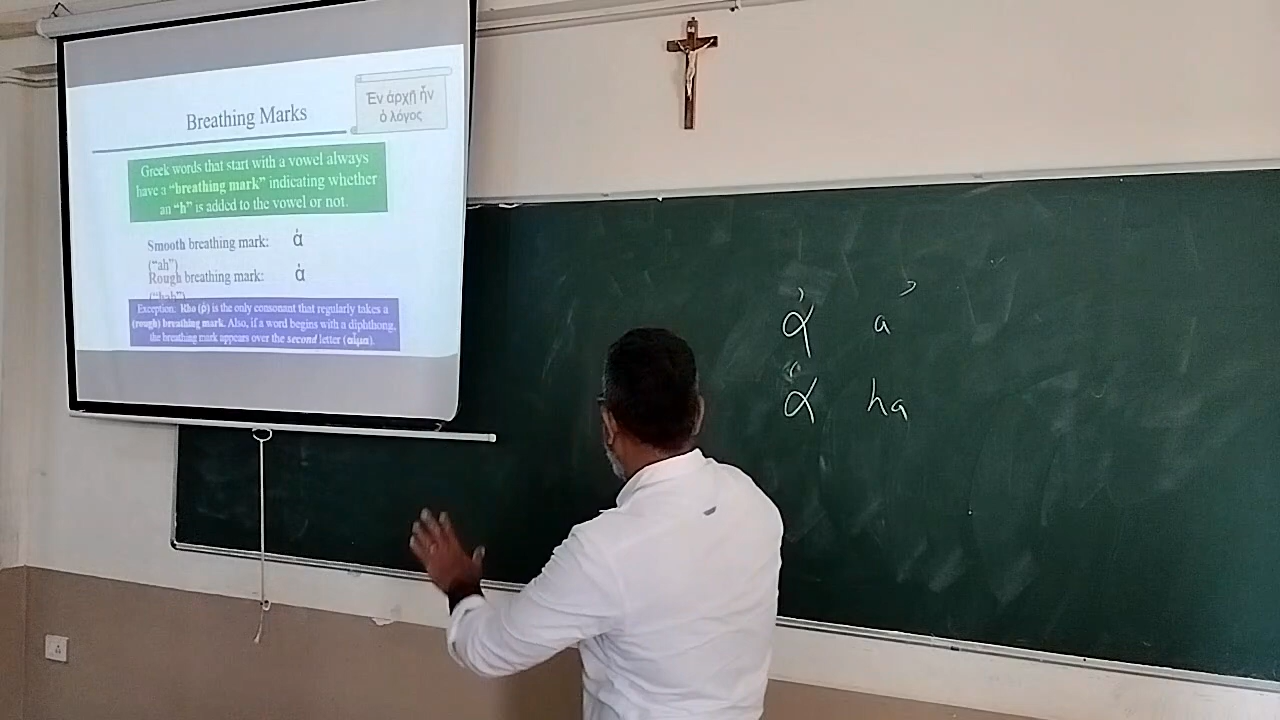 Breathing Marks
Ἐν ἀρχῇ ἦν
ὁ λόγος
Greek words that start with a vowel always
have a “breathing mark” indicating whether
an “h” is added to the vowel or not.
Smooth breathing mark: ἀ
(“ah”)
Rough breathing mark: ἁ
(“hah”)
Exception: Rho (ῥ) is the only consonant that regularly takes a
(rough) breathing mark. Also, if a word begins with a diphthong,
the breathing mark appears over the second letter (αἷμα).
ἀ a
ἁ ha